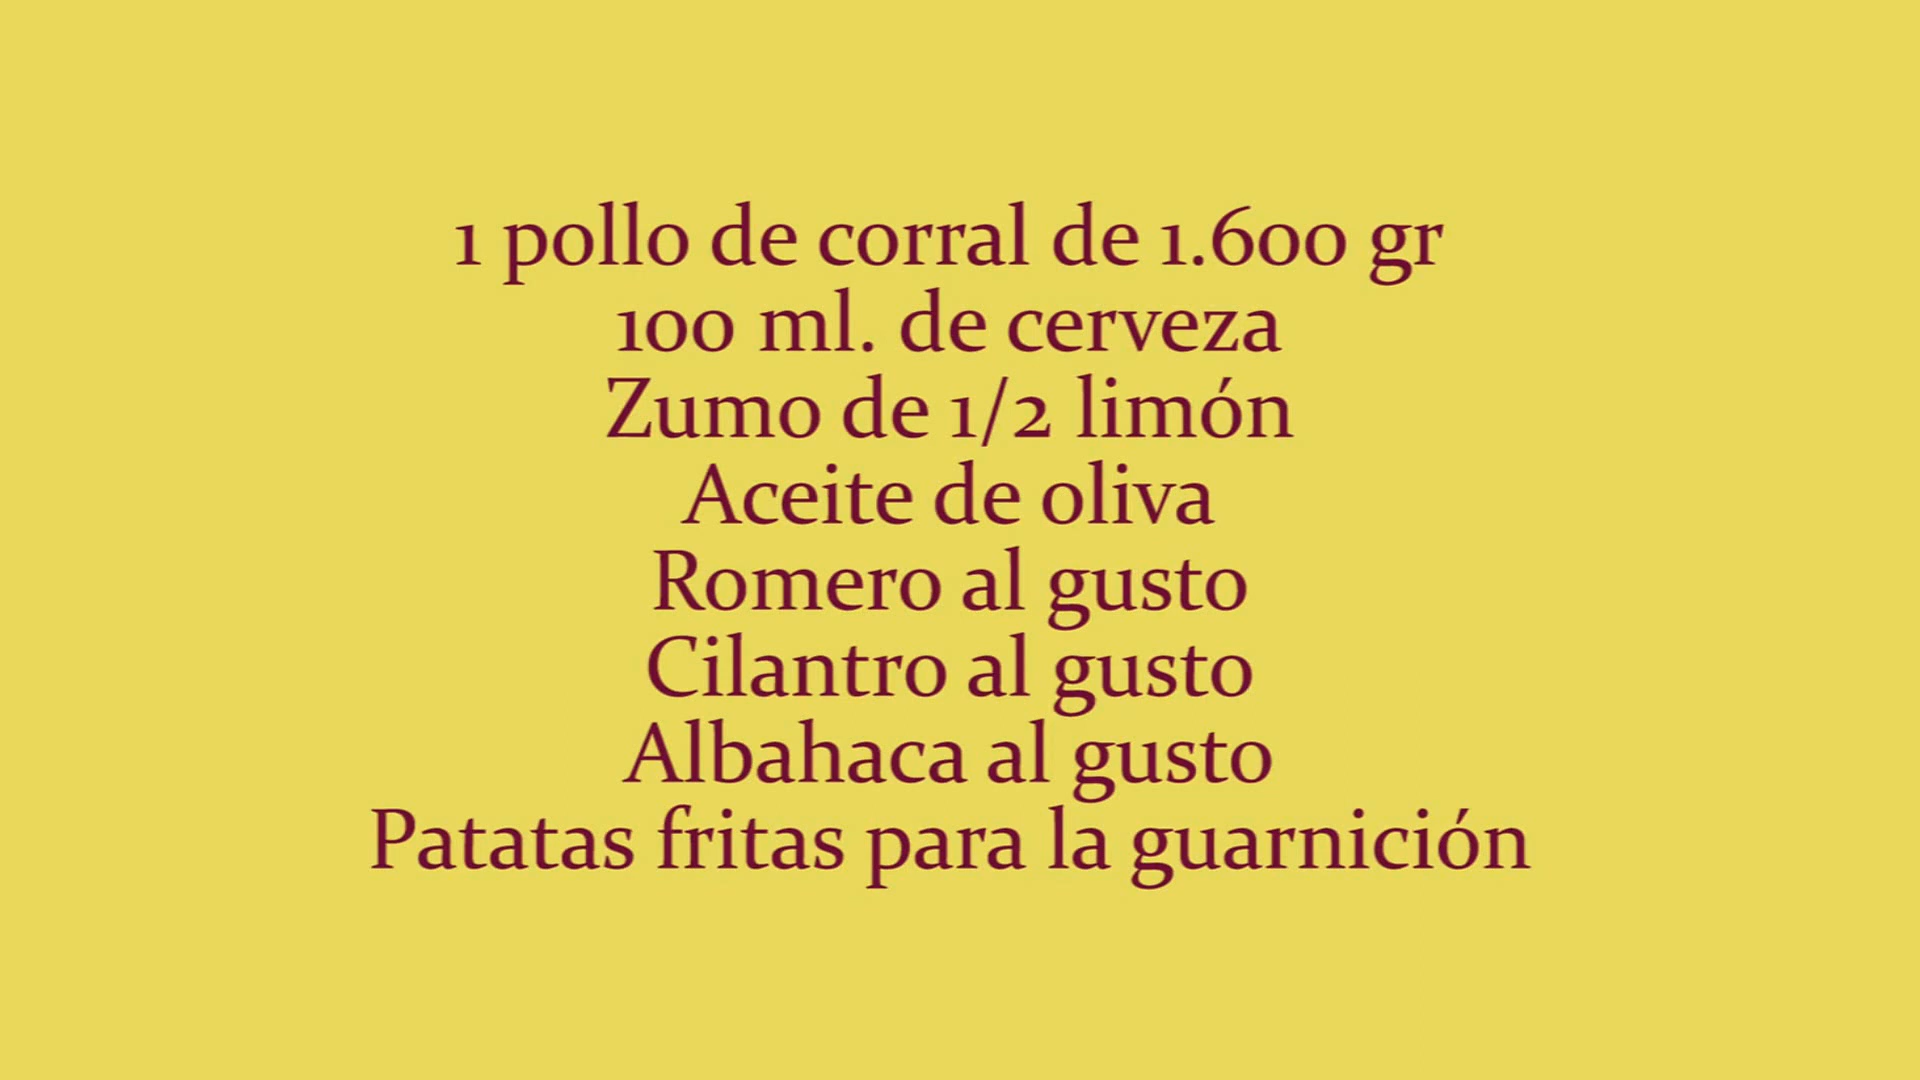 1 pollo de corral de 1.600 gr
100 ml. de cerveza
Zumo de 1/2 limón
Aceite de oliva
Romero al gusto
Cilantro al gusto
Albahaca al gusto
Patatas fritas para la guarnición